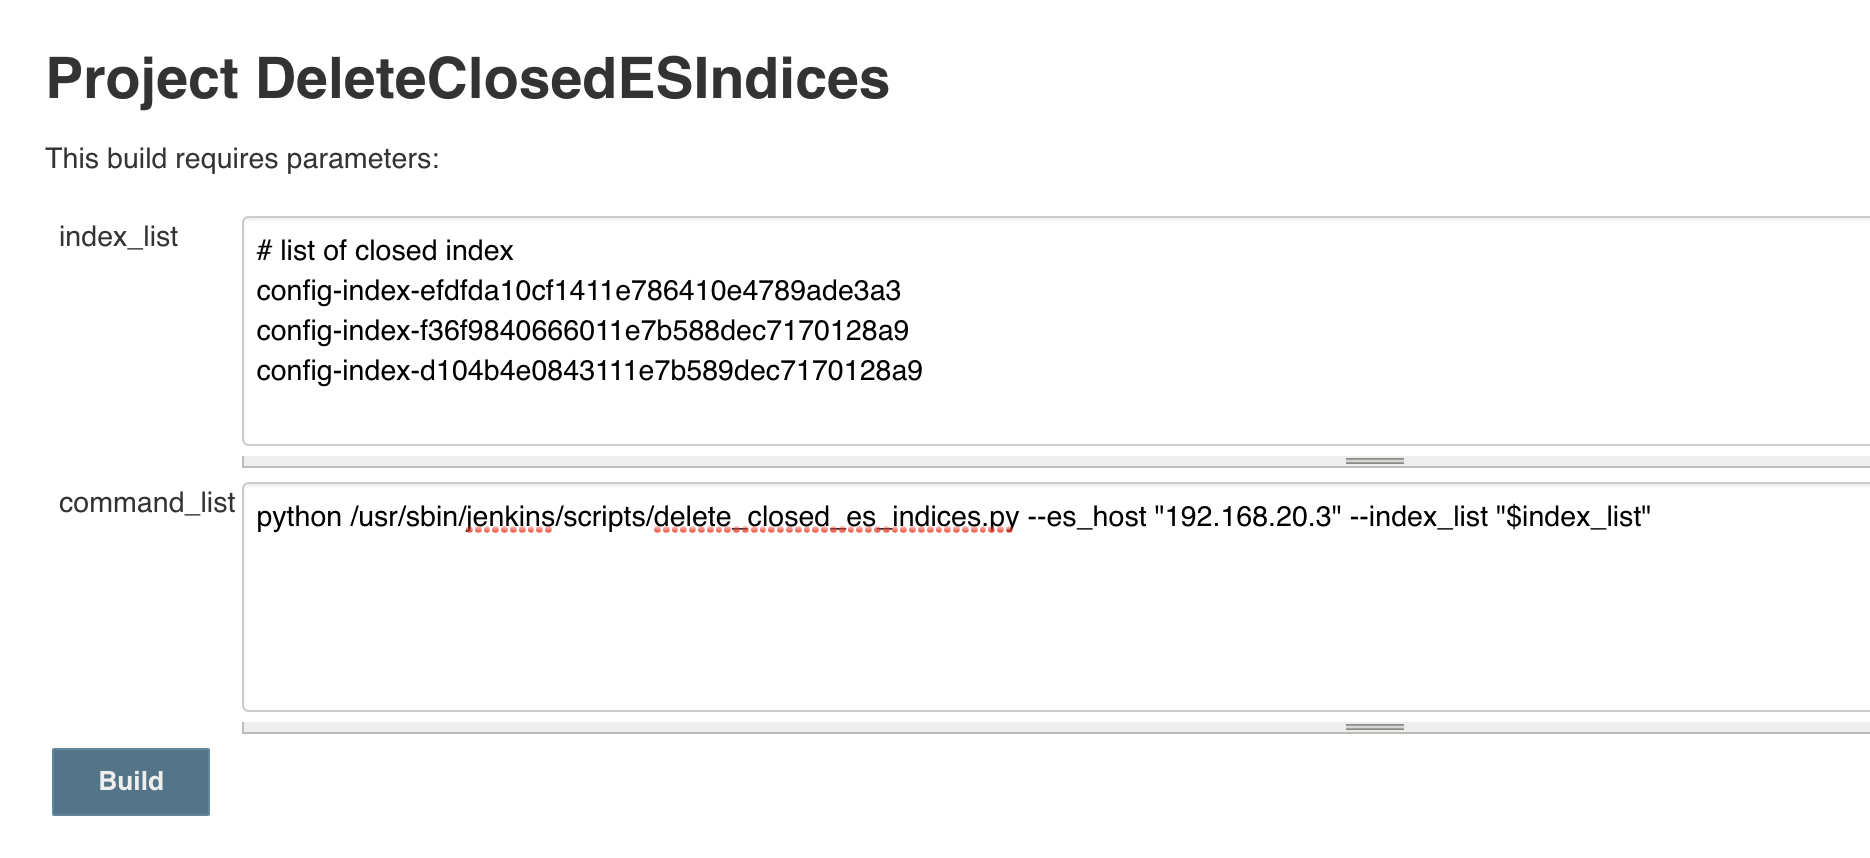 Project DeleteClosedESIndices
This build requires parameters:
index_list
# list of closed index
config-index-efdfda10cf1411e786410e4789ade3a3
config-index-f36f9840666011e7b588dec7170128a9
config-index-d104b4e0843111e7b589dec7170128a9
command_list
python /usr/sbin/jenkins/scripts/delete_closed_es_indices.py --es_host "192.168.20.3" --index_list "$index_list"
Build